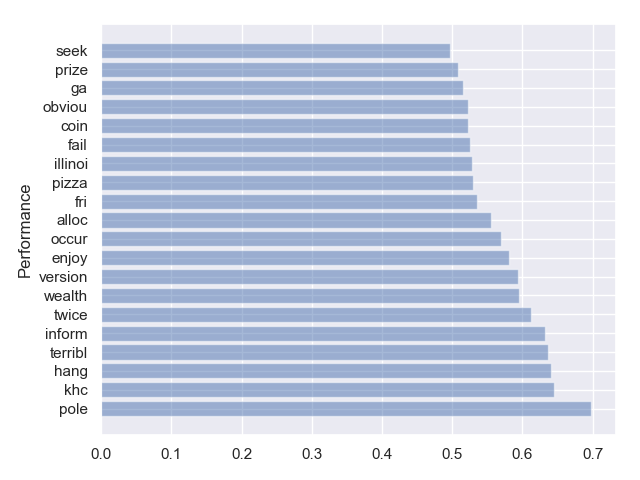 seek
prize
ga
obviou
coin
fail
illinoi
pizza
fri
alloc
occur
enjoy
version
wealth
twice
inform
terribl
hang
khc
pole
Performance
0.0 0.1 0.2 0.3 0.4 0.5 0.6 0.7